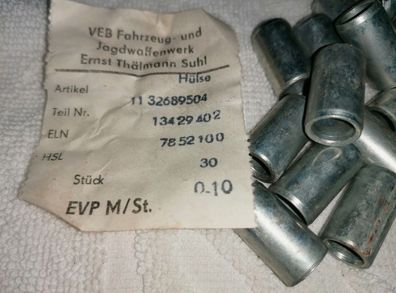 VEB Fahrzeug- und
Jagdwaffenwerk
Ernst Thälmann Suhl
Hülse
Artikel 11 32689504
Teil Nr. 13429402
ELN 7852100
HSL 30
Stück 0-10
EVP M/St.